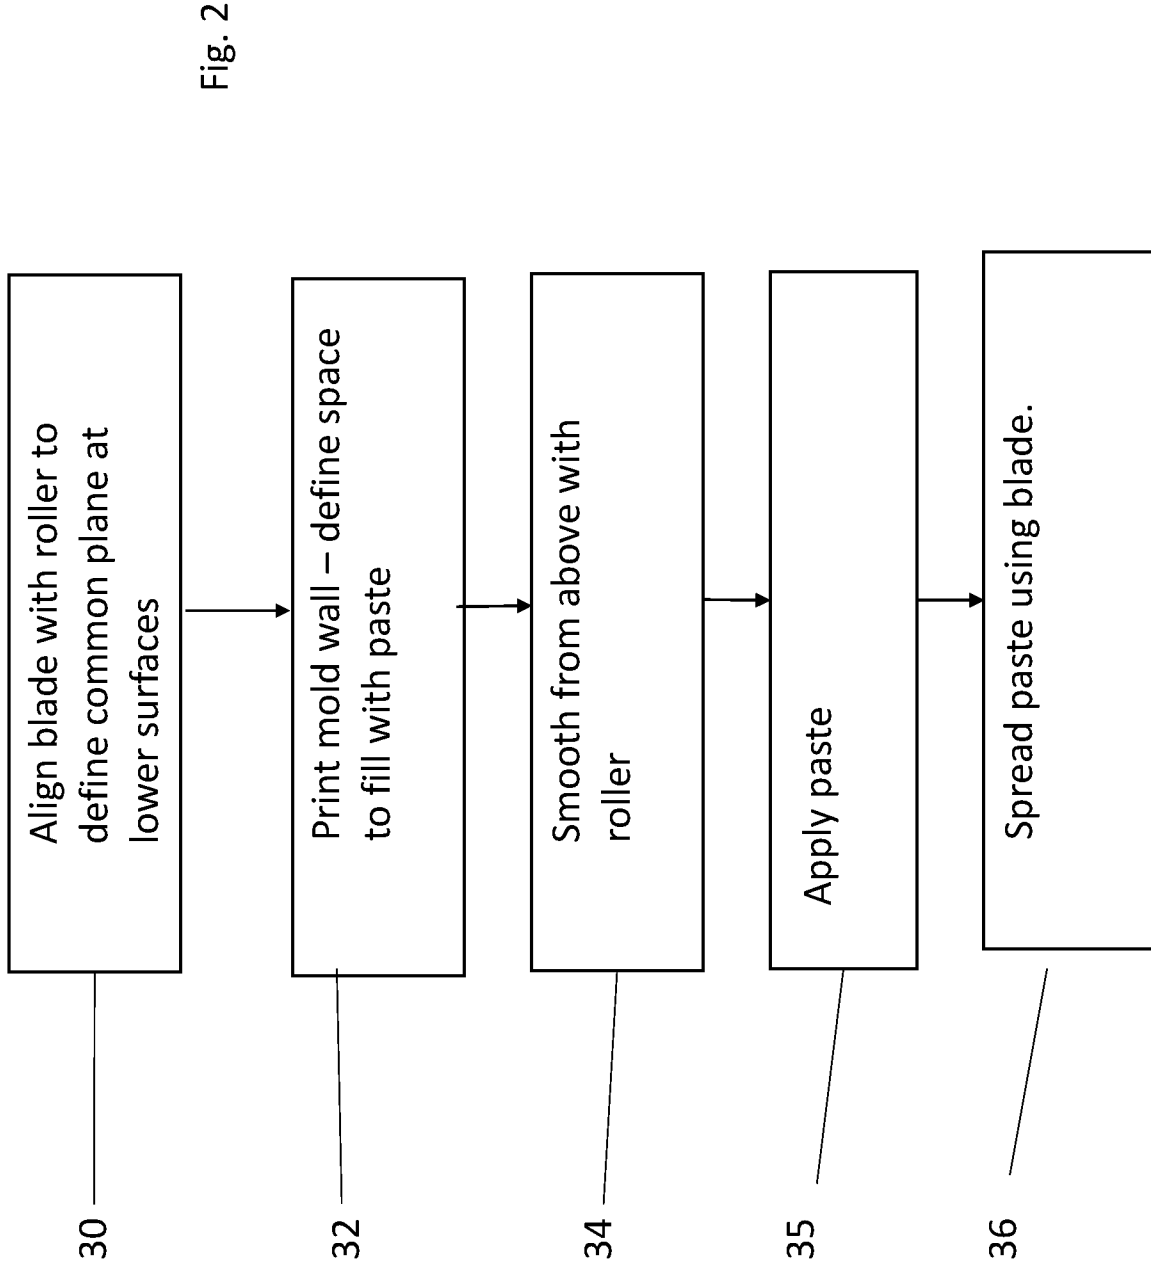 30
Align blade with roller to
define common plane at
lower surfaces
32
Print mold wall – define space
to fill with paste
34
Smooth from above with
roller
35
Apply paste
36
Spread paste using blade.
Fig. 2